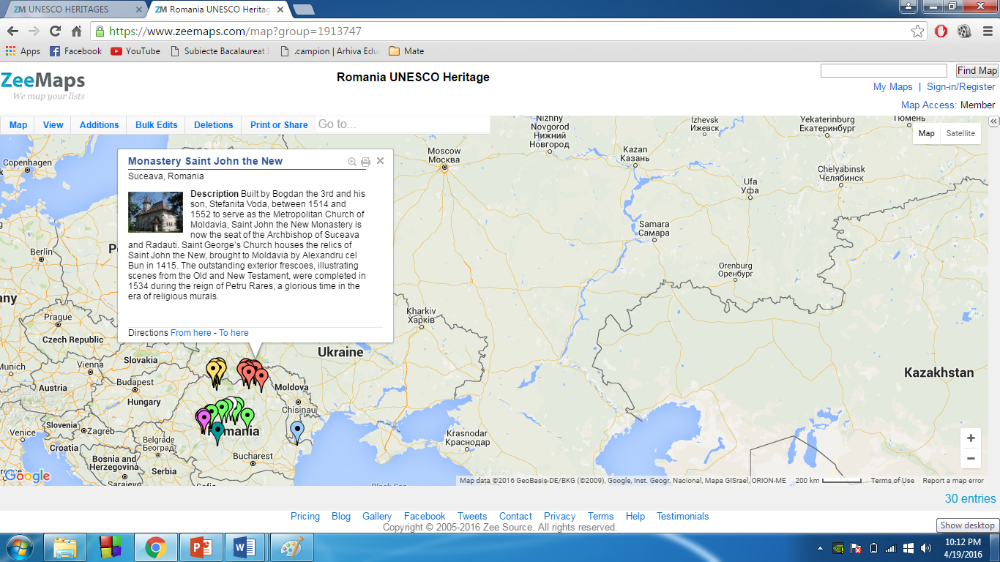 ZM UNESCO HERITAGES
ZM Romania UNESCO Heritag
https://www.zeemaps.com/map?group=1913747
Apps Facebook YouTube Subiecte Bacalaureat .campion | Arhiva Edu Mate
ZeeMaps
We map your lists
Romania UNESCO Heritage
Find Map
My Maps | Sign-in/Register
Map Access: Member
Map View Additions Bulk Edits Deletions Print or Share Go to...
Map Satellite
Monastery Saint John the New
Suceava, Romania
Description Built by Bogdan the 3rd and his
son, Stefanita Voda, between 1514 and
1552 to serve as the Metropolitan Church of
Moldavia, Saint John the New Monastery is
now the seat of the Archbishop of Suceava
and Radauti. Saint George's Church houses the relics of
Saint John the New, brought to Moldavia by Alexandru cel
Bun in 1415. The outstanding exterior frescoes, illustrating
scenes from the Old and New Testament, were completed in
1534 during the reign of Petru Rares, a glorious time in the
era of religious murals.
Directions From here - To here
Nizhny
Novgorod
Нижний
Новгород
Izhevsk
Ижевск
Yekaterinburg
Екатеринбург
Тюмень
Copenhagen
Moscow
Москва
Kazan
Казань
Chelyabinsk
Челябинск
Ufa
Уфа
Samara
Самара
Berlin
Po
Orenburg
Оренбург
any
Prague
Kharkiv
Харків
Czech Republic
Ukraine
Slovakia
Munich
Vienna
Kazakhstan
Austria
Budapest
Moldova
Hungary
Chisinau
Slovenia
Zagreb
Romania
Venice
Croatia
Belgrade
Београд
Krasnodar
Краснодар
Bucharest
Bosnia and
Herzegovina
Serbia
Sarajevo
Sofia
Black Sea
Google
Map data ©2016 GeoBasis-DE/BKG (©2009), Google, Inst. Geogr. Nacional, Mapa GISrael, ORION-ME 200 km Terms of Use Report a map error
30 entries
Pricing Blog Gallery Facebook Tweets Contact Privacy Terms Help Testimonials
Copyright © 2005-2016 Zee Source. All rights reserved.
Show desktop
10:12 PM
4/19/2016